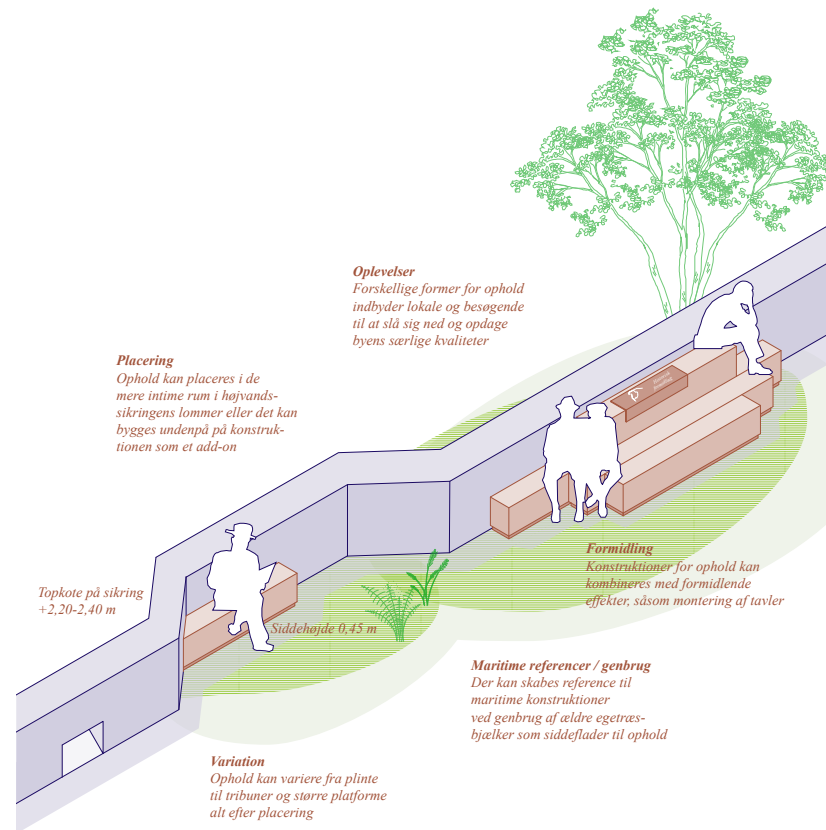 Oplevelser
Forskellige former for ophold
indbyder lokale og besøgende
til at slå sig ned og opdage
byens særlige kvaliteter
Placering
Ophold kan placeres i de
mere intime rum i højvands-
sikringens lommer eller det kan
bygges undenpå på konstruk-
tionen som et add-on
Formidling
Konstruktioner for ophold kan
kombineres med formidlende
effekter, såsom montering af tavler
Topkote på sikring
+2,20-2,40 m
Siddehøjde 0,45 m
Maritime referencer / genbrug
Der kan skabes reference til
maritime konstruktioner
ved genbrug af ældre egetræs-
bjælker som siddeflader til ophold
Variation
Ophold kan variere fra plinte
til tribuner og større platforme
alt efter placering